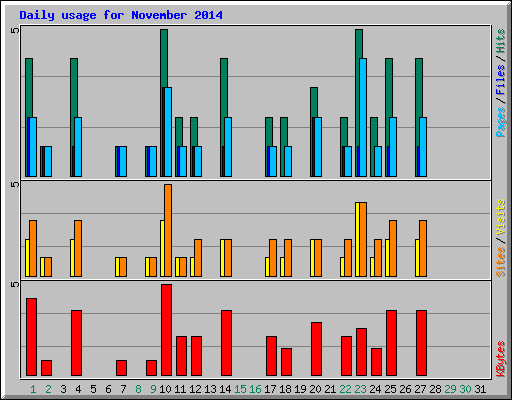 Daily usage for November 2014
5
Pages/Files/Hits
5
Sites/Visits
5
KBytes
1 2 3 4 5 6 7 8 9 10 11 12 13 14 15 16 17 18 19 20 21 22 23 24 25 26 27 28 29 30 31